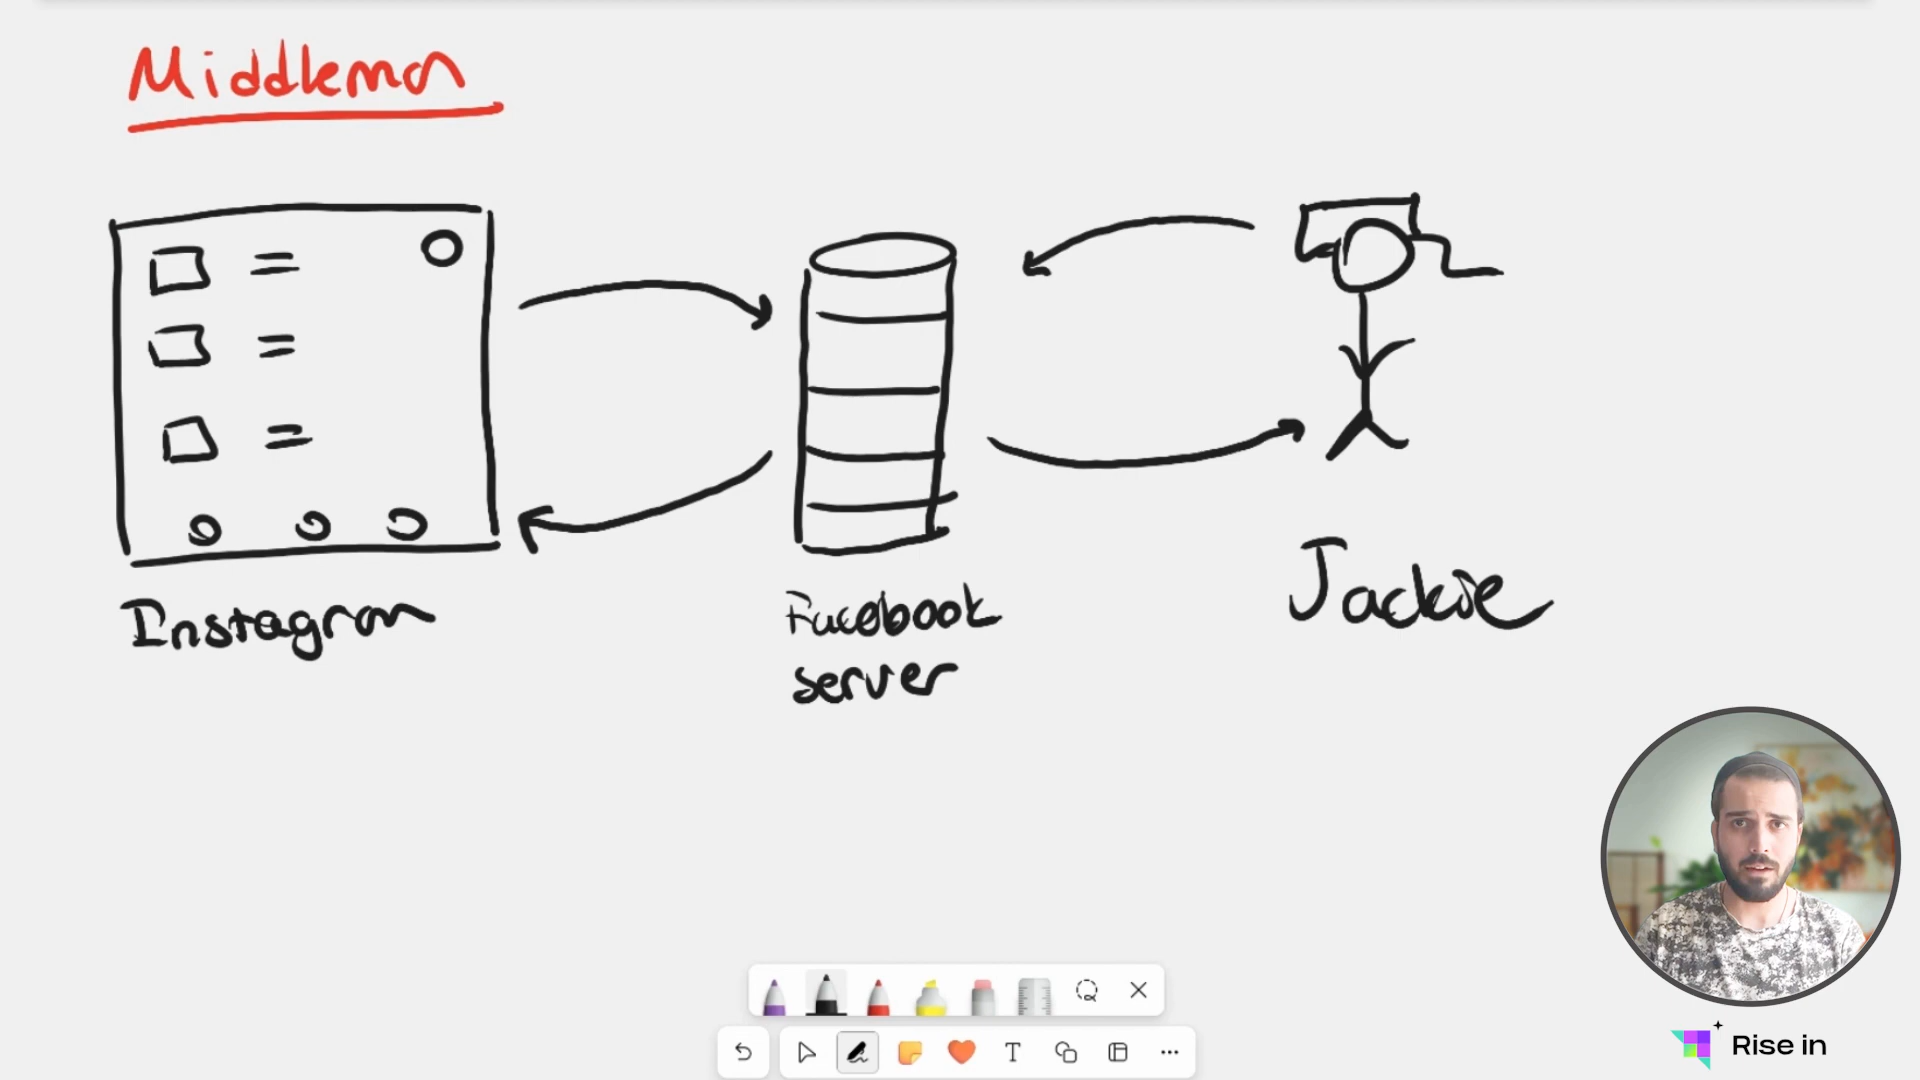 Middleman
Instagram
Facebook
server
Jackie
T
Rise in